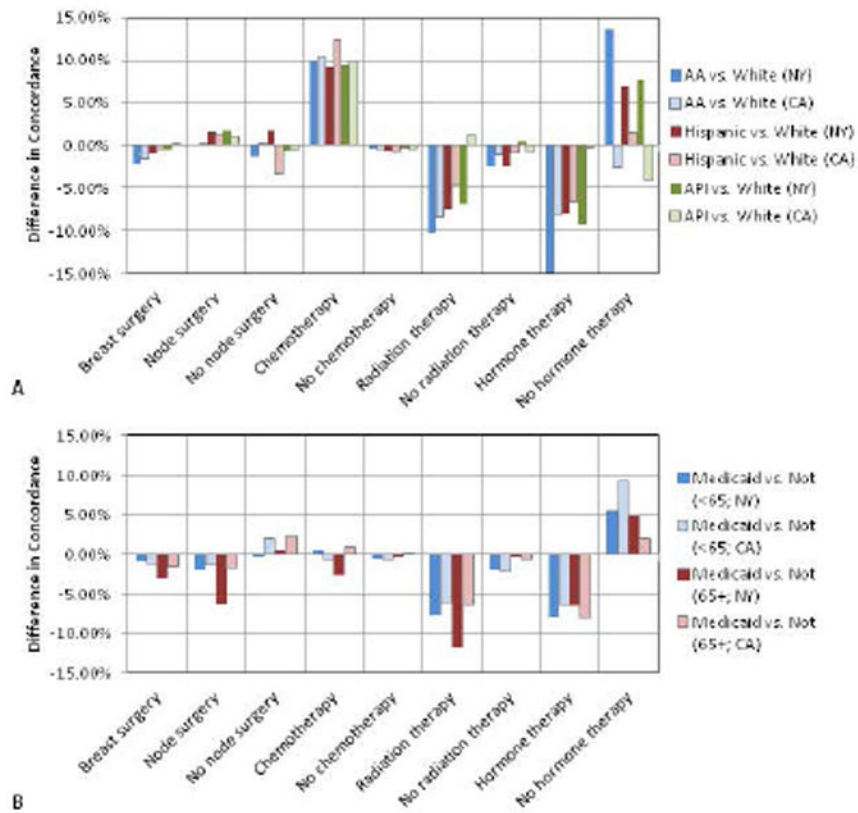 15.00%
10.00%
5.00%
0.00%
-5.00%
-10.00%
-15.00%
Difference in Concordance
Breast surgery
Node surgery
No node surgery
Chemotherapy
No chemotherapy
Radiation therapy
No radiation therapy
Hormone therapy
No hormone therapy
AA vs. White (NY)
AA vs. White (CA)
Hispanic vs. White (NY)
Hispanic vs. White (CA)
API vs. White (NY)
API vs. White (CA)
A
15.00%
10.00%
5.00%
0.00%
-5.00%
-10.00%
-15.00%
Difference in Concordance
Breast surgery
Node surgery
No node surgery
Chemotherapy
No chemotherapy
Radiation therapy
No radiation therapy
Hormone therapy
No hormone therapy
Medicaid vs. Not
(<65; NY)
Medicaid vs. Not
(<65; CA)
Medicaid vs. Not
(65+; NY)
Medicaid vs. Not
(65+; CA)
B